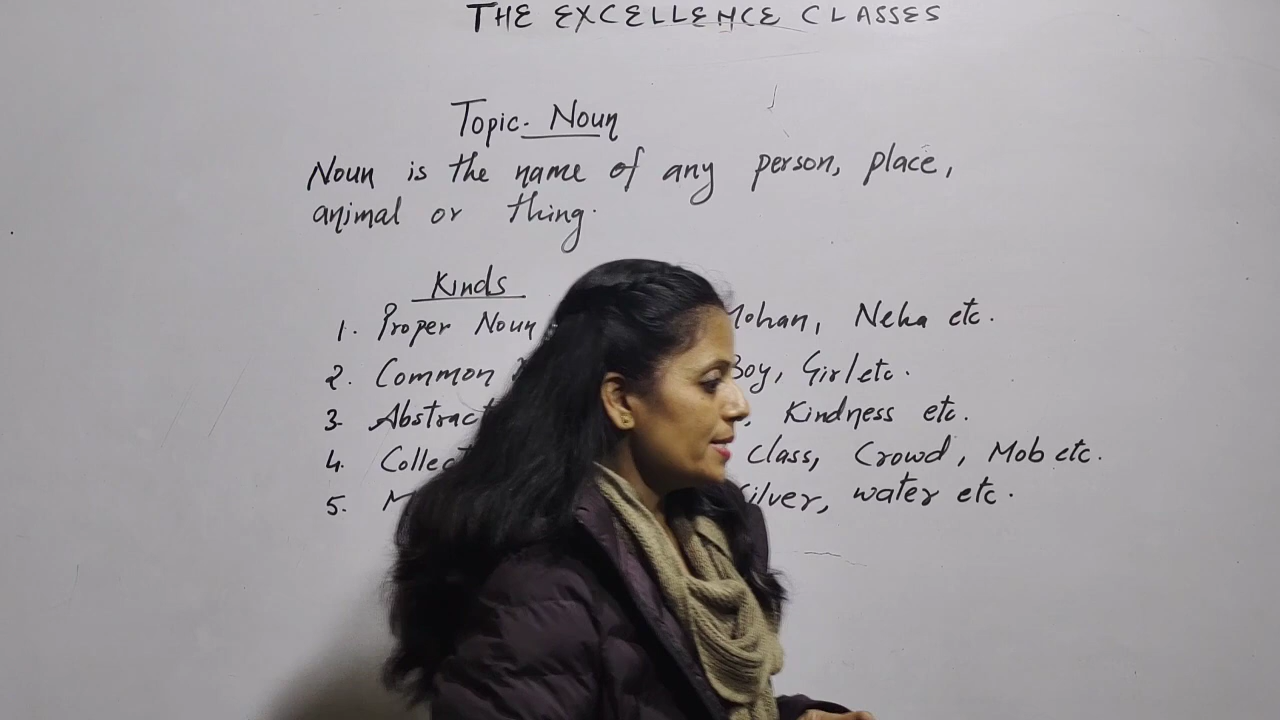 THE EXCELLENCE CLASSES
Topic. Noun
Noun is the name of any person, place,
animal or thing.
Kinds
1. Proper Noun Mohan, Neha etc.
2. Common Boy, Girl etc.
3. Abstract , Kindness etc.
4. Class, Crowd, Mob etc.
5. Silver, water etc.